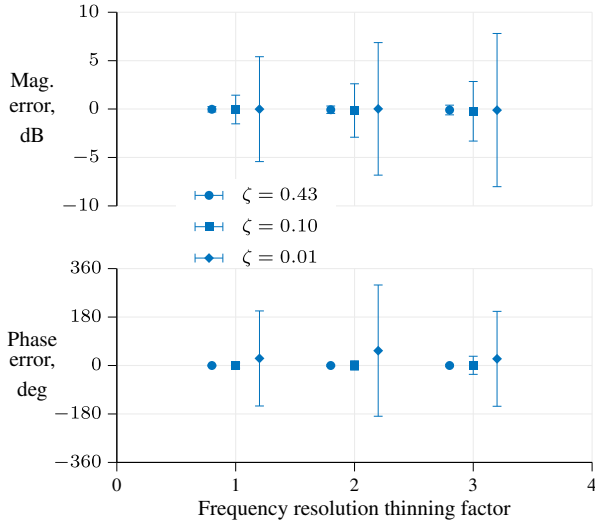 10
5
0
−5
−10
Mag.
error,
dB
ζ = 0.43
ζ = 0.10
ζ = 0.01
360
180
0
−180
−360
Phase
error,
deg
0 1 2 3 4
Frequency resolution thinning factor